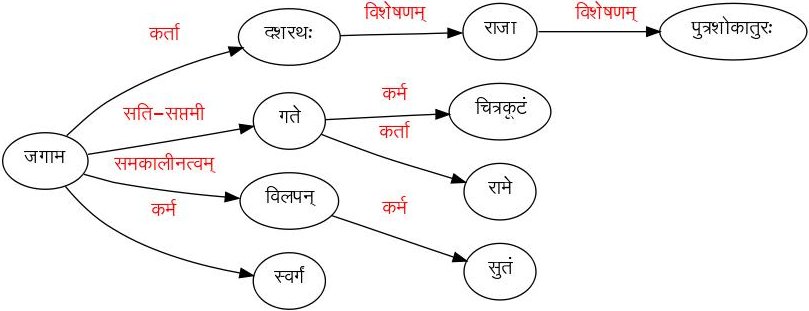 कर्ता
दशरथः
विशेषणम्
राजा
विशेषणम्
पुत्रशोकातुरः
जगाम
सति-सप्तमी
गते
कर्म
चित्रकूटं
कर्ता
रामे
समकालीनत्वम्
विलपन्
कर्म
सुतं
कर्म
स्वर्गं